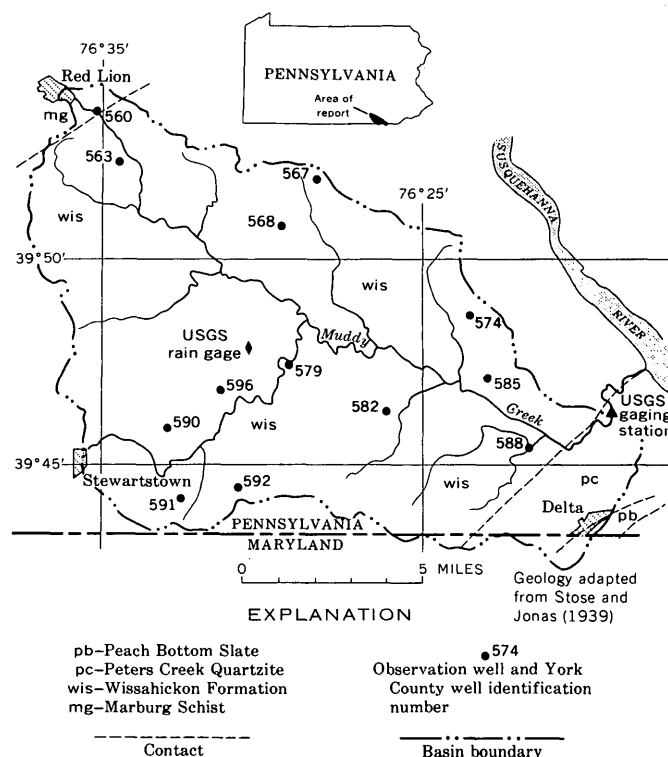 76°35'
Red Lion
mg
560
563
PENNSYLVANIA
Area of
report
567
76°25'
SUSQUEHANNA
RIVER
wis
568
39°50'
wis
574
USGS
rain gage
Muddy
579
585
596
582
Creek
USGS
gaging
station
590
wis
588
39°45'
Stewartstown
592
wis
pc
591
Delta
pb
PENNSYLVANIA
MARYLAND
0 5 MILES
Geology adapted
from Stose and
Jonas (1939)
EXPLANATION
pb–Peach Bottom Slate
pc–Peters Creek Quartzite
wis–Wissahickon Formation
mg–Marburg Schist
574
Observation well and York
County well identification
number
Contact
Basin boundary